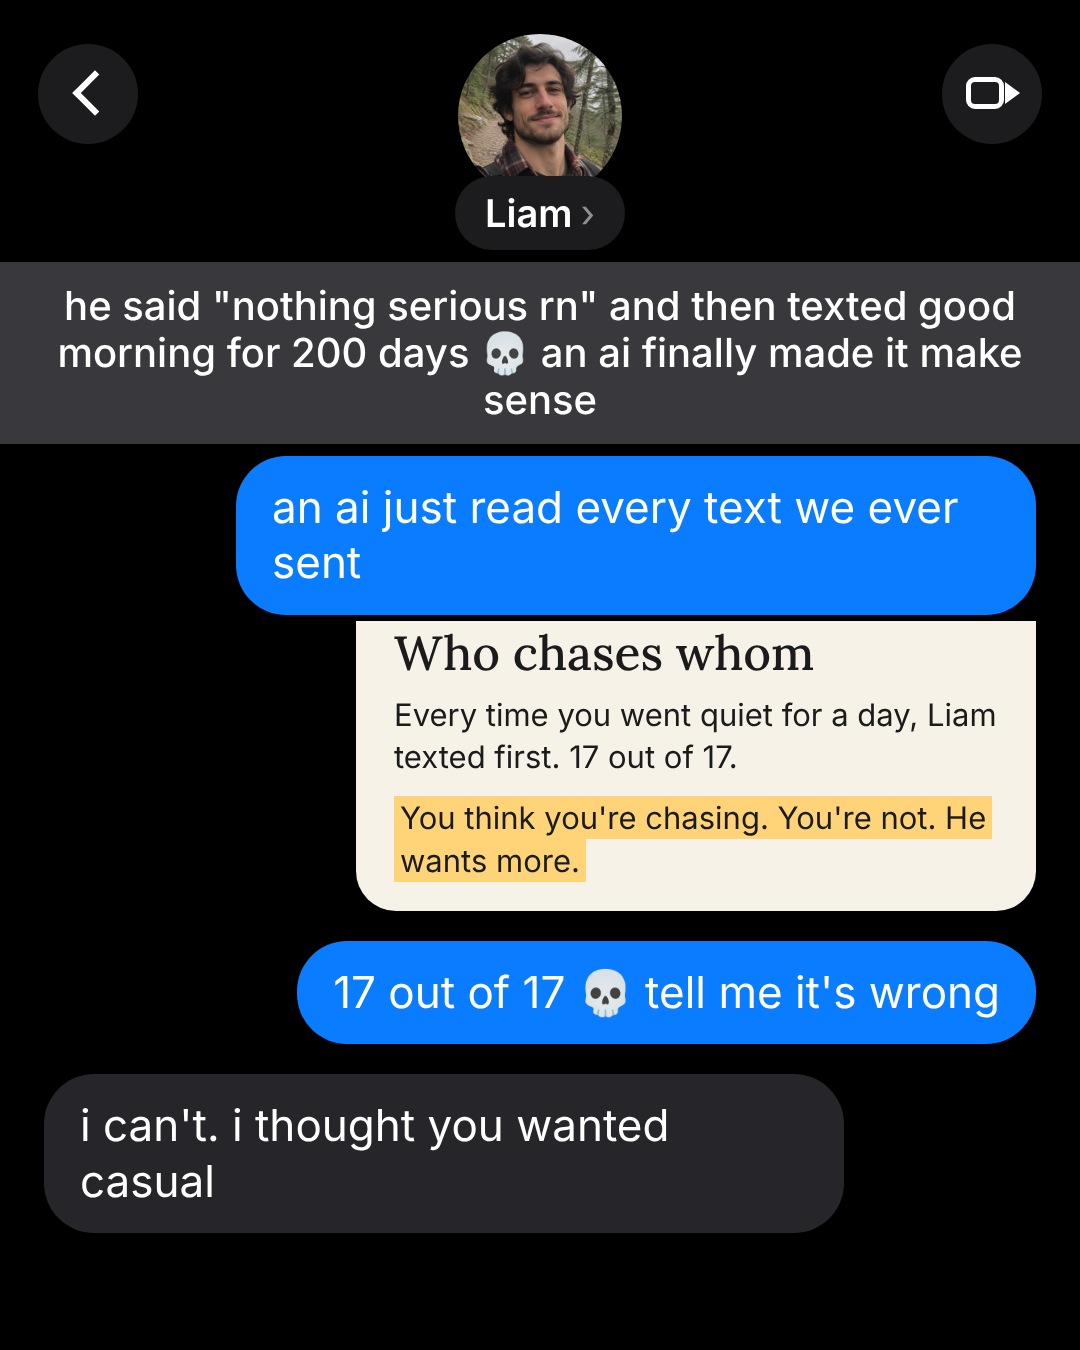 Liam ›
he said "nothing serious rn" and then texted good
morning for 200 days 💀 an ai finally made it make
sense
an ai just read every text we ever
sent
Who chases whom
Every time you went quiet for a day, Liam
texted first. 17 out of 17.
You think you're chasing. You're not. He
wants more.
17 out of 17 💀 tell me it's wrong
i can't. i thought you wanted
casual